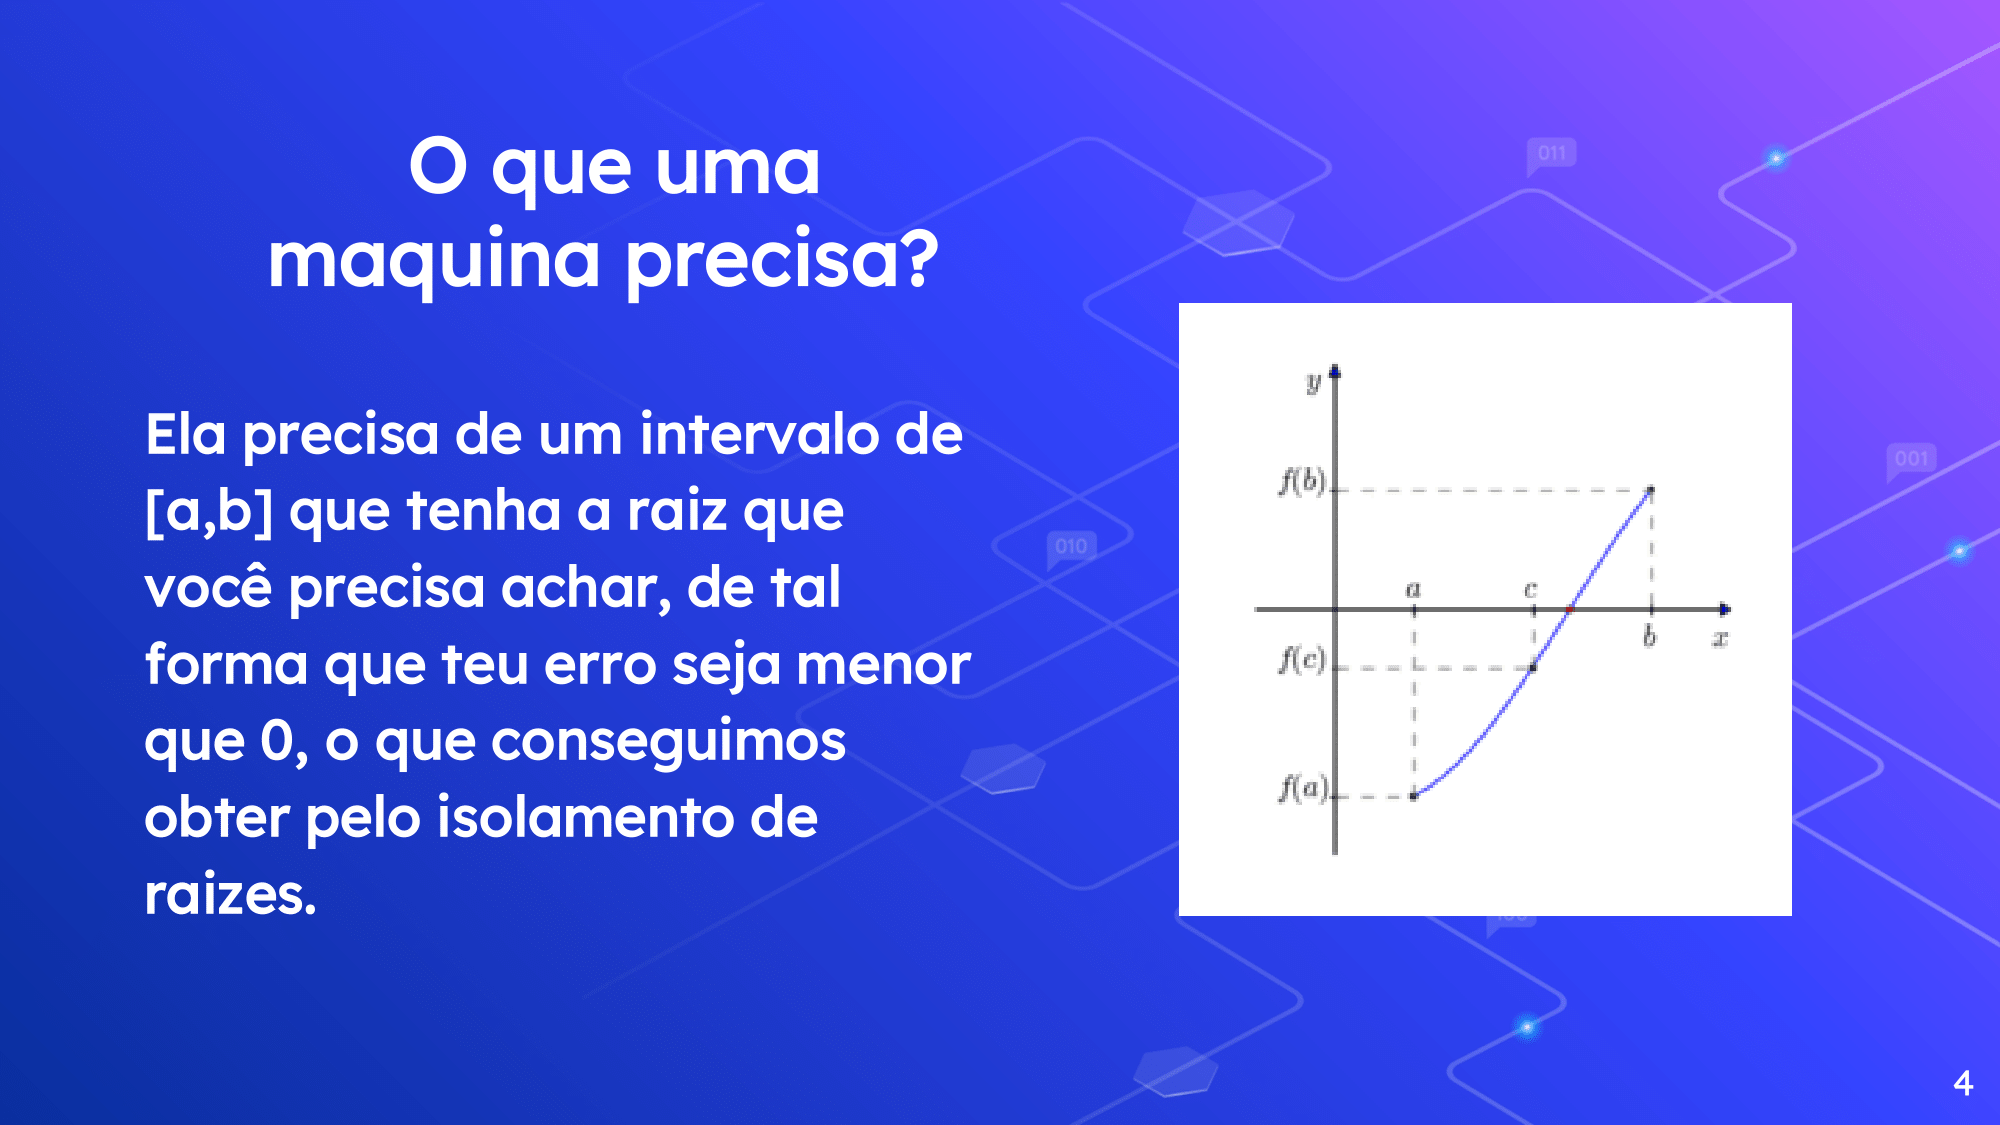 O que uma
maquina precisa?
Ela precisa de um intervalo de
[a,b] que tenha a raiz que
você precisa achar, de tal
forma que teu erro seja menor
que 0, o que conseguimos
obter pelo isolamento de
raizes.
011
001
010
y
f(b)
a
c
b
x
f(c)
f(a)
4